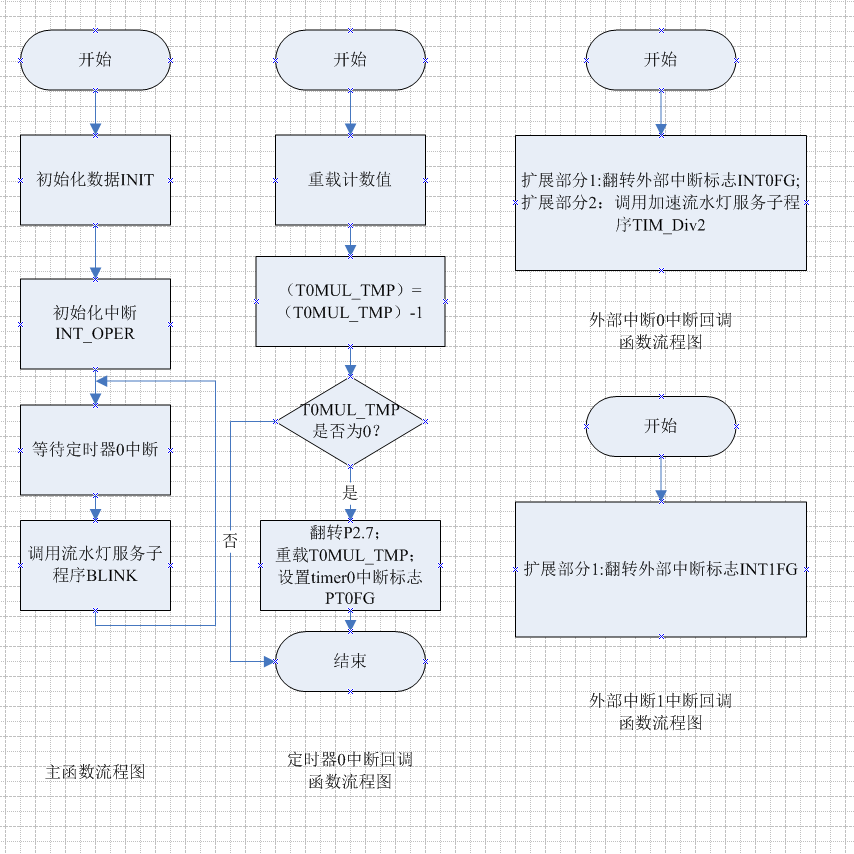 开始
初始化数据INIT
初始化中断
INT_OPER
等待定时器0中断
调用流水灯服务子
程序BLINK
主函数流程图
开始
重载计数值
（T0MUL_TMP）=
（T0MUL_TMP）-1
T0MUL_TMP
是否为0？
是
否
翻转P2.7；
重载T0MUL_TMP；
设置timer0中断标志
PT0FG
结束
定时器0中断回调
函数流程图
开始
扩展部分1:翻转外部中断标志INT0FG;
扩展部分2：调用加速流水灯服务子程
序TIM_Div2
外部中断0中断回调
函数流程图
开始
扩展部分1:翻转外部中断标志INT1FG
外部中断1中断回调
函数流程图